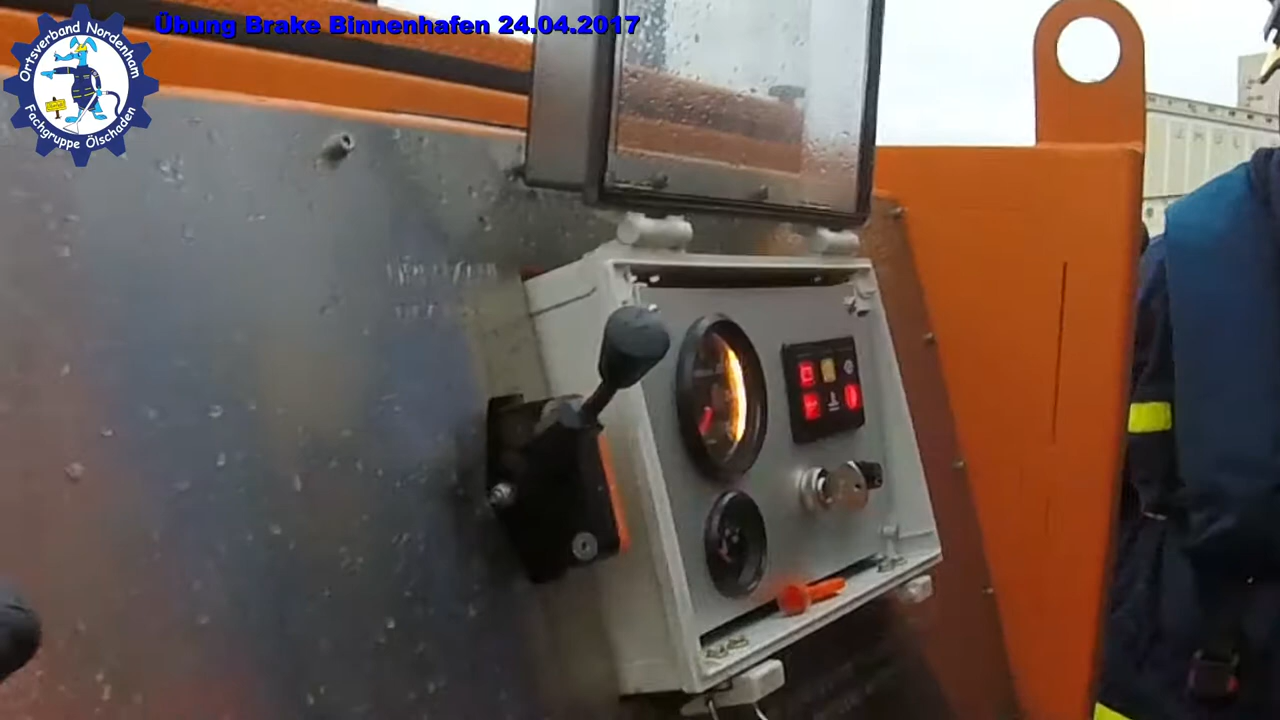 Übung Brake Binnenhafen 24.04.2017
Ortsverband Nordenham
Fachgruppe Ölschaden